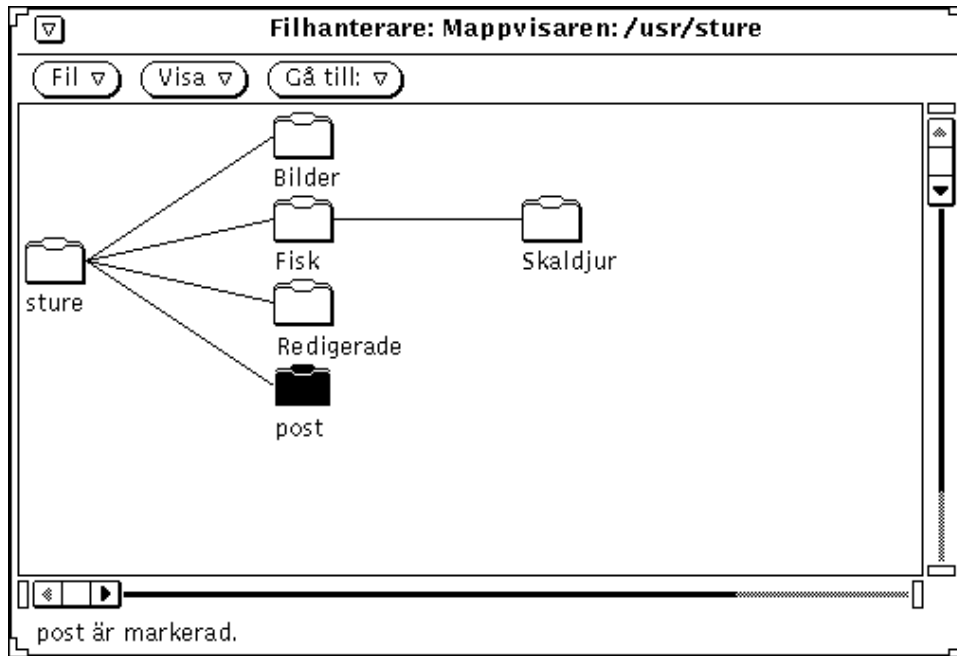 Filhanterare: Mappvisaren: /usr/sture
Fil Visa Gå till:
Bilder
Fisk Skaldjur
sture
Redigerade
post
post är markerad.